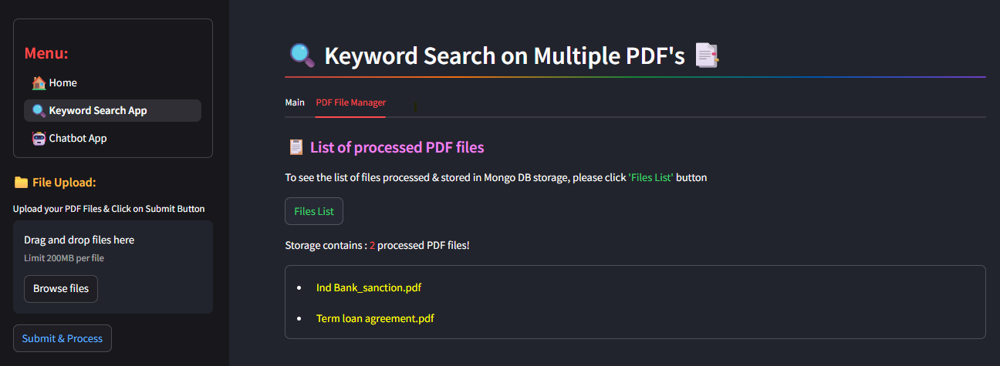 Menu:
Home
Keyword Search App
Chatbot App
File Upload:
Upload your PDF Files & Click on Submit Button
Drag and drop files here
Limit 200MB per file
Browse files
Submit & Process
Keyword Search on Multiple PDF's
Main PDF File Manager
List of processed PDF files
To see the list of files processed & stored in Mongo DB storage, please click 'Files List' button
Files List
Storage contains : 2 processed PDF files!
Ind Bank_sanction.pdf
Term loan agreement.pdf